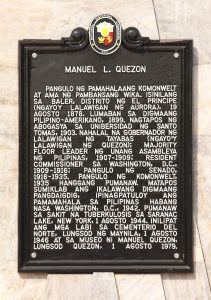 MANUEL L. QUEZON
PANGULO NG PAMAHALAANG KOMONWELT
AT AMA NG PAMBANSANG WIKA. ISINILANG
SA BALER, DISTRITO NG EL PRINCIPE
(NGAYO'Y LALAWIGAN NG AURORA), 19
AGOSTO 1878. LUMABAN SA DIGMAANG
PILIPINO-AMERIKANO, 1899. NAGTAPOS NG
ABOGASYA SA UNIBERSIDAD NG SANTO
TOMAS, 1903. NAHALAL NA GOBERNADOR NG
LALAWIGAN NG TAYABAS (NGAYO'Y
LALAWIGAN NG QUEZON); MAJORITY
FLOOR LEADER NG UNANG ASAMBLEA
NG PILIPINAS, 1907-1909; RESIDENT
COMMISSIONER SA WASHINGTON, D.C.,
1909-1916; PANGULO NG SENADO,
1916-1935. PANGULO NG KOMONWELT,
1935 HANGGANG PUMANAW. MATAPOS
SUMIKLAB ANG IKALAWANG DIGMAANG
PANDAIGDIG, IPINAGPATULOY ANG
PAMAMAHALA SA PILIPINAS HABANG
NASA WASHINGTON, D.C., 1942. PUMANAW
SA SAKIT NA TUBERKULOSIS SA SARANAC
LAKE, NEW YORK, 1 AGOSTO 1944. INILIPAT
ANG MGA LABI SA CEMENTERIO DEL
NORTE, LUNGSOD NG MAYNILA, 1 AGOSTO
1946 AT SA MUSEO NI MANUEL QUEZON,
LUNGSOD QUEZON, 1 AGOSTO 1979.